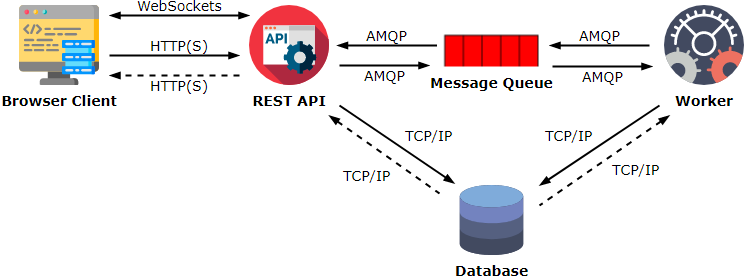 WebSockets
HTTP(S)
HTTP(S)
Browser Client
API
REST API
AMQP
AMQP
Message Queue
AMQP
AMQP
Worker
TCP/IP
TCP/IP
TCP/IP
TCP/IP
Database